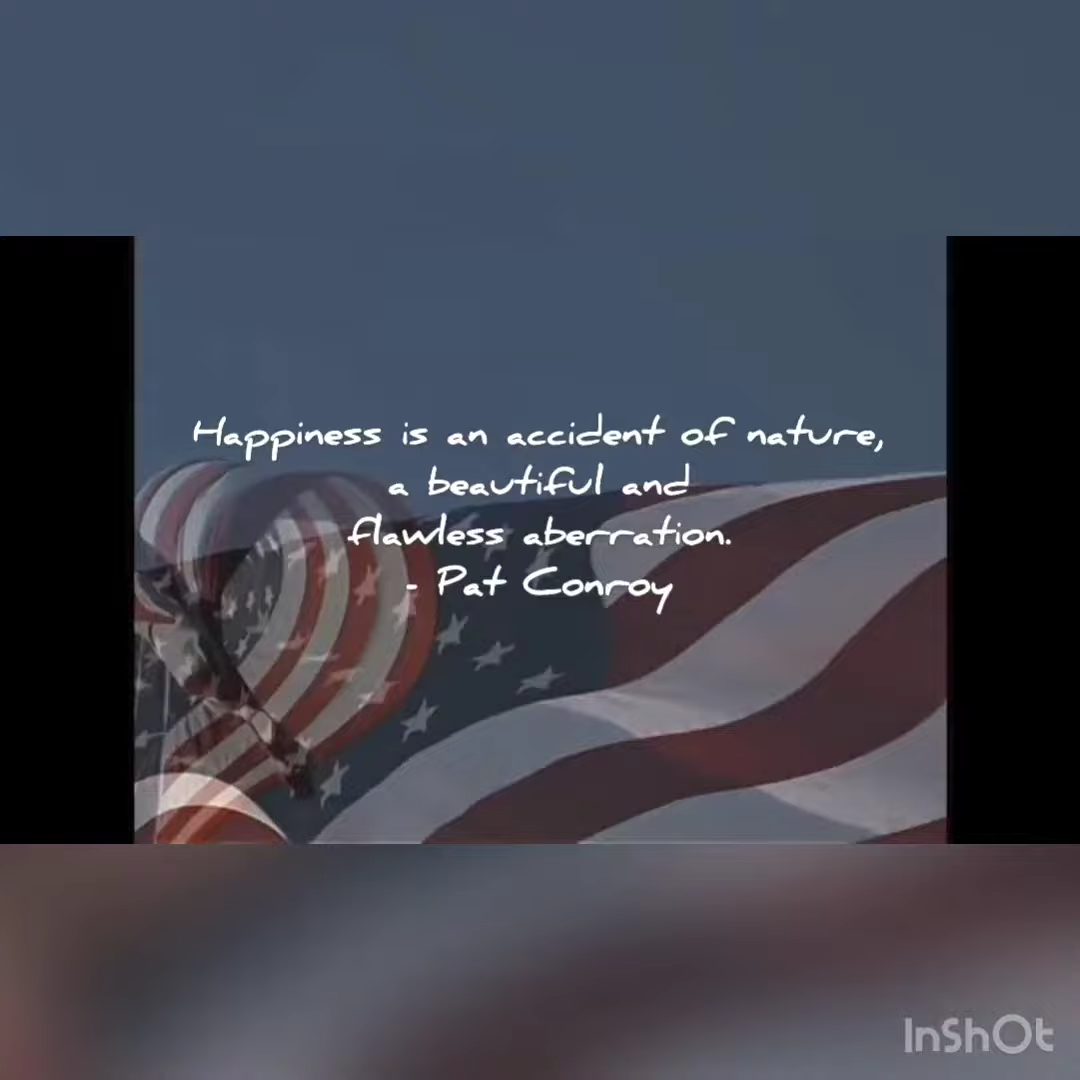 Happiness is an accident of nature,
a beautiful and
flawless aberration.
- Pat Conroy
InShOt